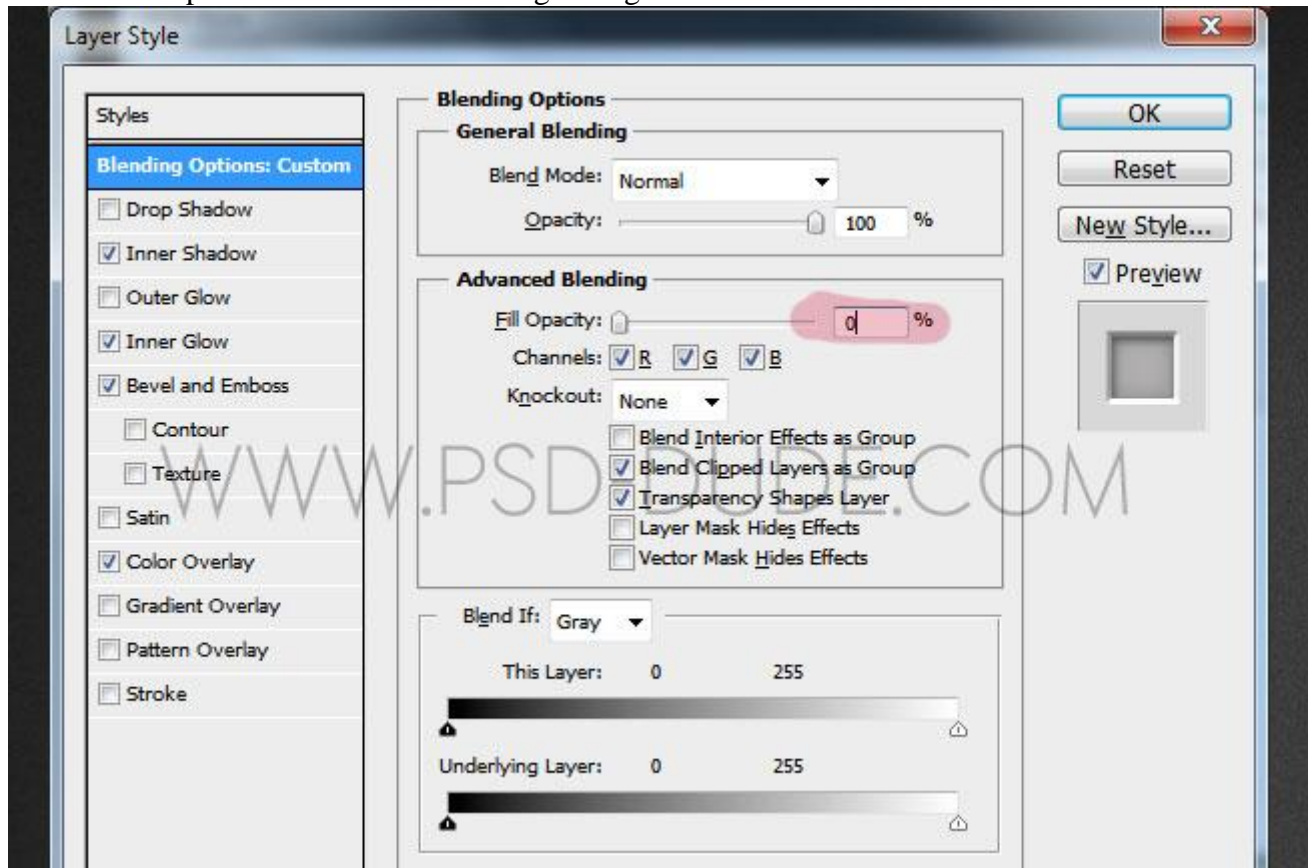 Layer Style
X
Styles
Blending Options: Custom
Drop Shadow
Inner Shadow
Outer Glow
Inner Glow
Bevel and Emboss
Contour
Texture
Satin
Color Overlay
Gradient Overlay
Pattern Overlay
Stroke
Blending Options
General Blending
Blend Mode: Normal
Opacity: 100 %
Advanced Blending
Fill Opacity: 0 %
Channels: R G B
Knockout: None
Blend Interior Effects as Group
Blend Clipped Layers as Group
Transparency Shapes Layer
Layer Mask Hides Effects
Vector Mask Hides Effects
Blend If: Gray
This Layer: 0 255
Underlying Layer: 0 255
OK
Reset
New Style...
Preview
WWW.PSD-DUDE.COM